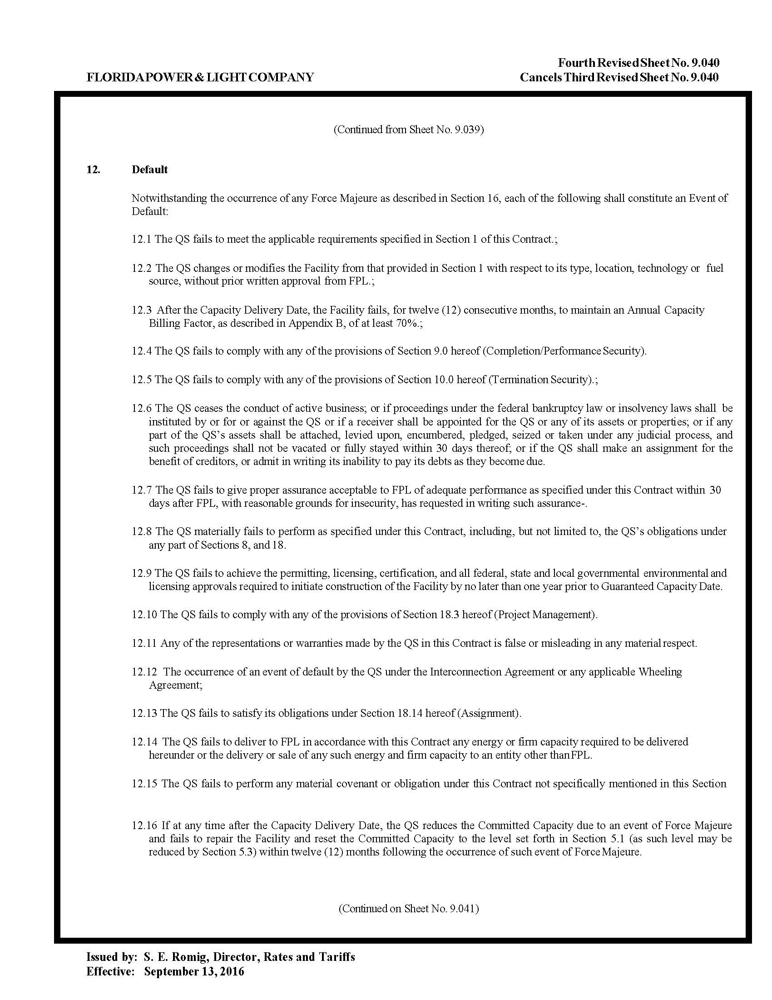 Fourth Revised Sheet No. 9.040
FLORIDA POWER & LIGHT COMPANY Cancels Third Revised Sheet No. 9.040
(Continued from Sheet No. 9.039)
12. Default
Notwithstanding the occurrence of any Force Majeure as described in Section 16, each of the following shall constitute an Event of
Default:
12.1 The QS fails to meet the applicable requirements specified in Section 1 of this Contract.;
12.2 The QS changes or modifies the Facility from that provided in Section 1 with respect to its type, location, technology or fuel
source, without prior written approval from FPL.;
12.3 After the Capacity Delivery Date, the Facility fails, for twelve (12) consecutive months, to maintain an Annual Capacity
Billing Factor, as described in Appendix B, of at least 70%.;
12.4 The QS fails to comply with any of the provisions of Section 9.0 hereof (Completion/Performance Security).
12.5 The QS fails to comply with any of the provisions of Section 10.0 hereof (Termination Security).;
12.6 The QS ceases the conduct of active business; or if proceedings under the federal bankruptcy law or insolvency laws shall be
instituted by or for or against the QS or if a receiver shall be appointed for the QS or any of its assets or properties; or if any
part of the QS’s assets shall be attached, levied upon, encumbered, pledged, seized or taken under any judicial process, and
such proceedings shall not be vacated or fully stayed within 30 days thereof; or if the QS shall make an assignment for the
benefit of creditors, or admit in writing its inability to pay its debts as they become due.
12.7 The QS fails to give proper assurance acceptable to FPL of adequate performance as specified under this Contract within 30
days after FPL, with reasonable grounds for insecurity, has requested in writing such assurance-.
12.8 The QS materially fails to perform as specified under this Contract, including, but not limited to, the QS’s obligations under
any part of Sections 8, and 18.
12.9 The QS fails to achieve the permitting, licensing, certification, and all federal, state and local governmental environmental and
licensing approvals required to initiate construction of the Facility by no later than one year prior to Guaranteed Capacity Date.
12.10 The QS fails to comply with any of the provisions of Section 18.3 hereof (Project Management).
12.11 Any of the representations or warranties made by the QS in this Contract is false or misleading in any material respect.
12.12 The occurrence of an event of default by the QS under the Interconnection Agreement or any applicable Wheeling
Agreement;
12.13 The QS fails to satisfy its obligations under Section 18.14 hereof (Assignment).
12.14 The QS fails to deliver to FPL in accordance with this Contract any energy or firm capacity required to be delivered
hereunder or the delivery or sale of any such energy and firm capacity to an entity other than FPL.
12.15 The QS fails to perform any material covenant or obligation under this Contract not specifically mentioned in this Section
12.16 If at any time after the Capacity Delivery Date, the QS reduces the Committed Capacity due to an event of Force Majeure
and fails to repair the Facility and reset the Committed Capacity to the level set forth in Section 5.1 (as such level may be
reduced by Section 5.3) within twelve (12) months following the occurrence of such event of Force Majeure.
(Continued on Sheet No. 9.041)
Issued by: S. E. Romig, Director, Rates and Tariffs
Effective: September 13, 2016